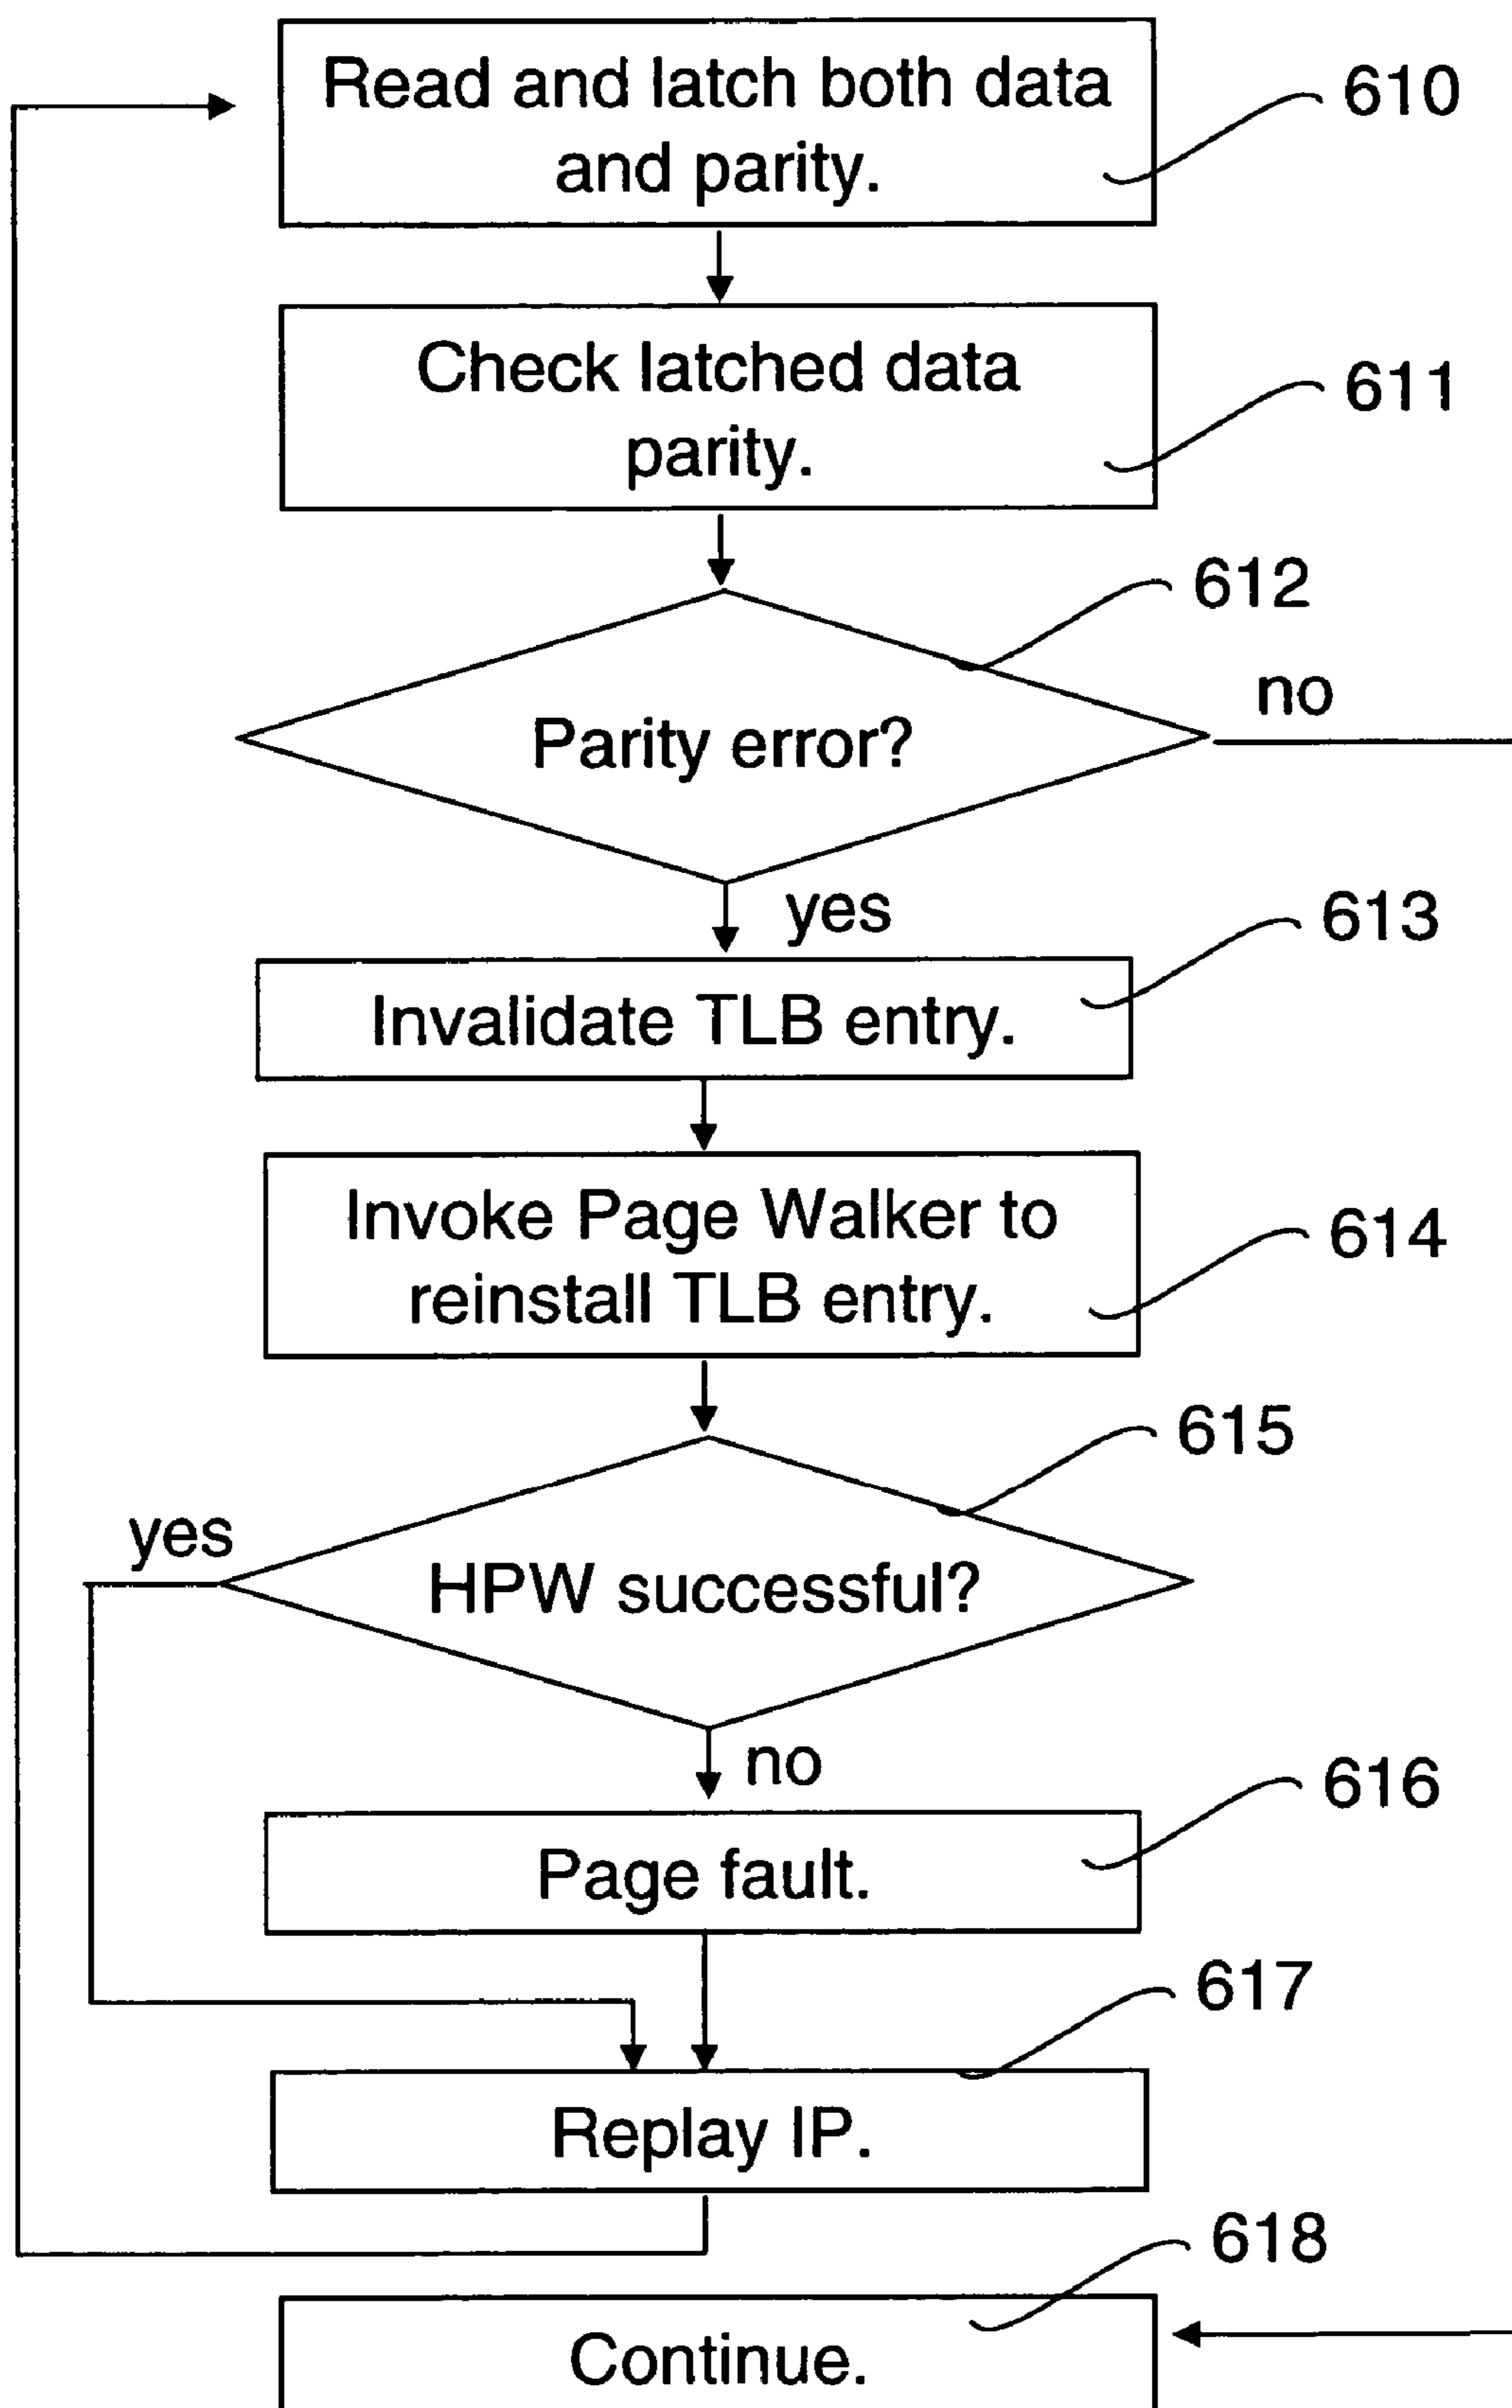 Read and latch both data
and parity.
610
Check latched data
parity.
611
612
Parity error?
no
yes
613
Invalidate TLB entry.
Invoke Page Walker to
reinstall TLB entry.
614
615
yes
HPW successful?
no
616
Page fault.
617
Replay IP.
618
Continue.